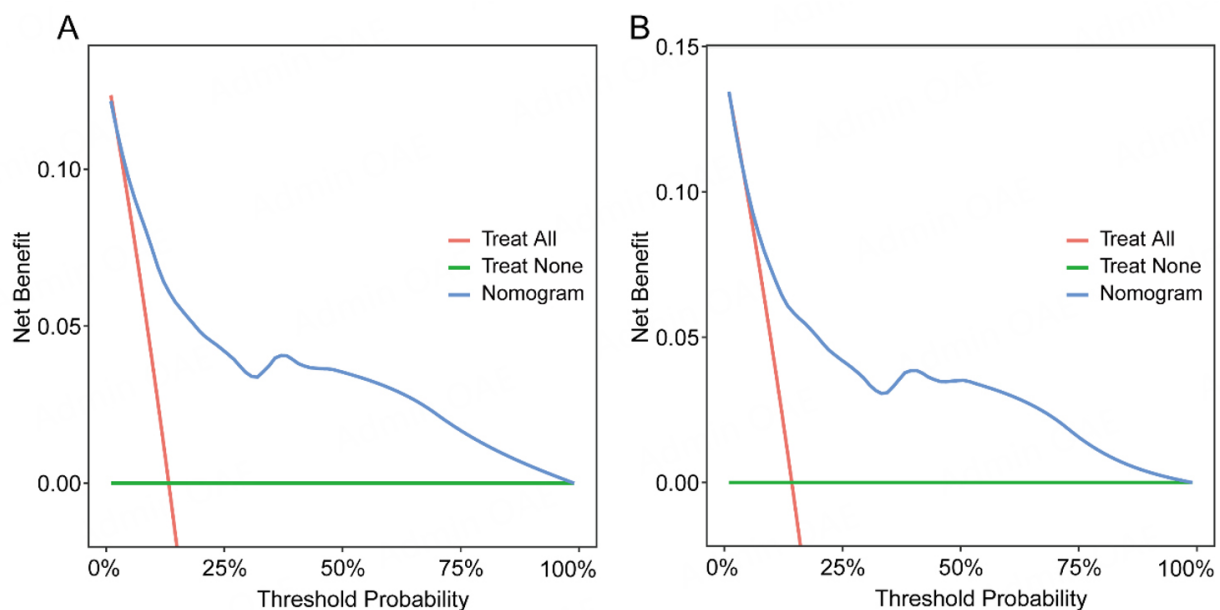 A
0.10
0.05
0.00
Net Benefit
Treat All
Treat None
Nomogram
0%
25%
50%
75%
100%
Threshold Probability
B
0.15
0.10
0.05
0.00
Net Benefit
Treat All
Treat None
Nomogram
0%
25%
50%
75%
100%
Threshold Probability